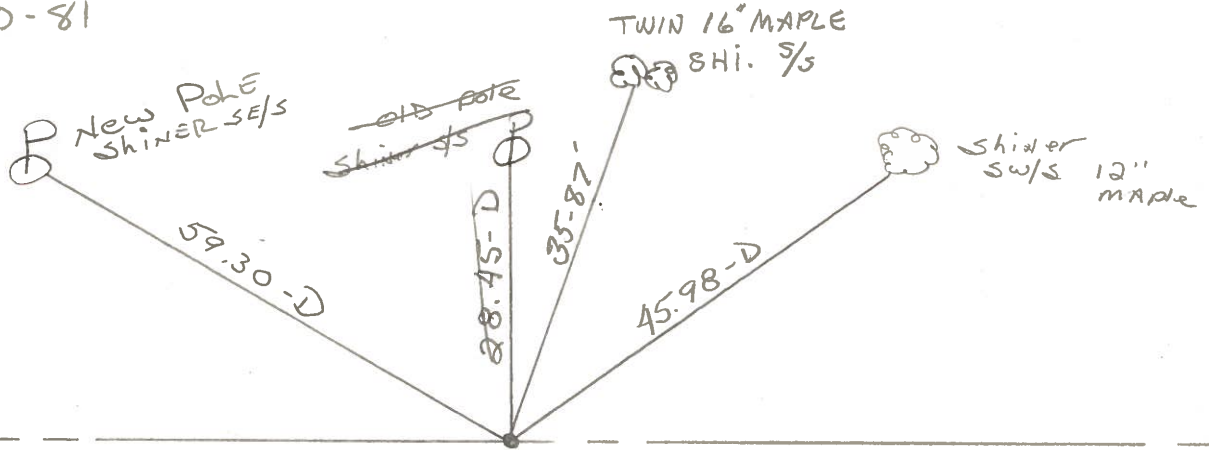 0-81
TWIN 16" MAPLE
SHi. S/S
New PoLE
ShiNER SE/S
OlD Pole
Shiner S/S
shiner
SW/S 12"
MAPle
59.30-D
28.45-D
35-87'
45.98-D